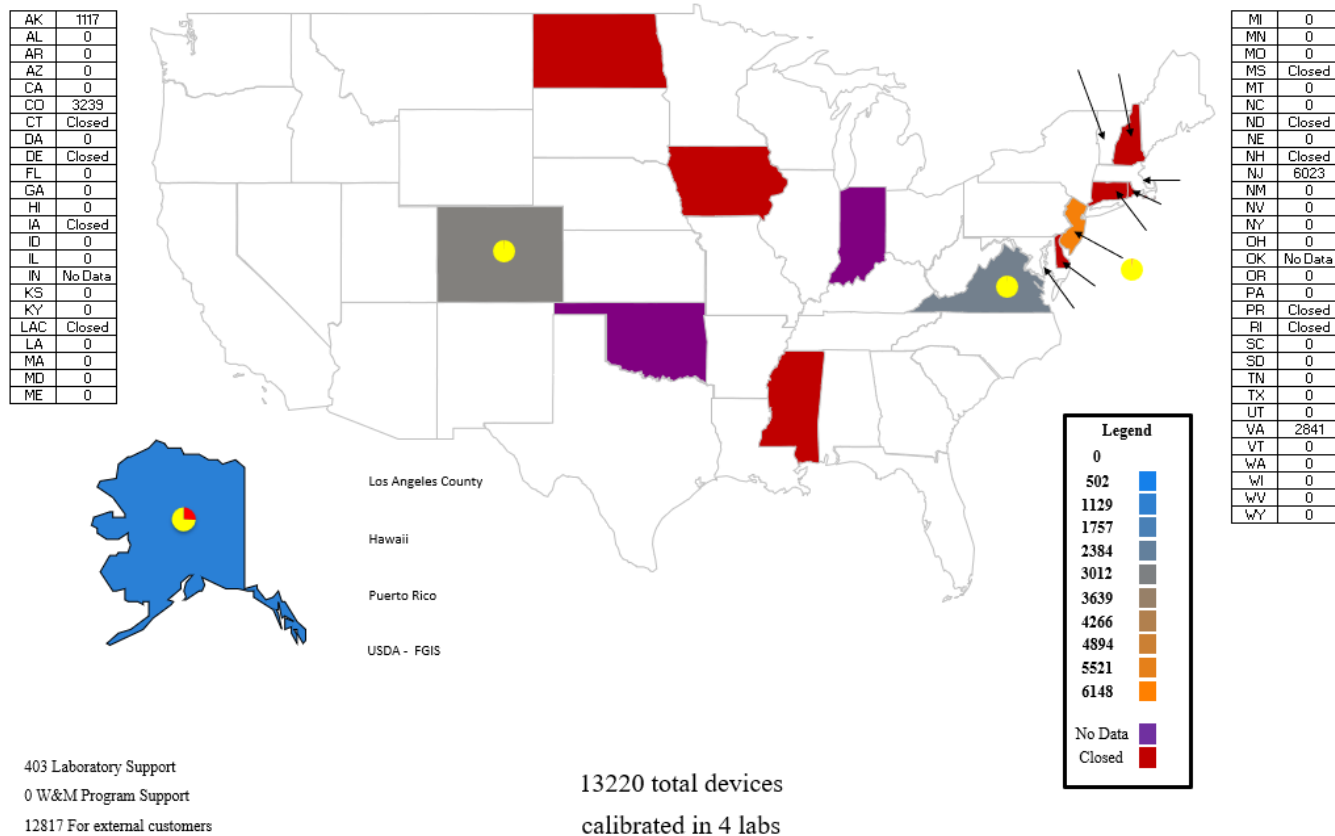 AK 1117
AL 0
AR 0
AZ 0
CA 0
CO 3239
CT Closed
DA 0
DE Closed
FL 0
GA 0
HI 0
IA Closed
ID 0
IL 0
IN No Data
KS 0
KY 0
LAC Closed
LA 0
MA 0
MD 0
ME 0
MI 0
MN 0
MO 0
MS Closed
MT 0
NC 0
ND Closed
NE 0
NH Closed
NJ 6023
NM 0
NV 0
NY 0
OH 0
OK No Data
OR 0
PA 0
PR Closed
RI Closed
SC 0
SD 0
TN 0
TX 0
UT 0
VA 2841
VT 0
WA 0
WI 0
WV 0
WY 0
Los Angeles County
Hawaii
Puerto Rico
USDA - FGIS
Legend
0
502
1129
1757
2384
3012
3639
4266
4894
5521
6148
No Data
Closed
403 Laboratory Support
0 W&M Program Support
12817 For external customers
13220 total devices
calibrated in 4 labs